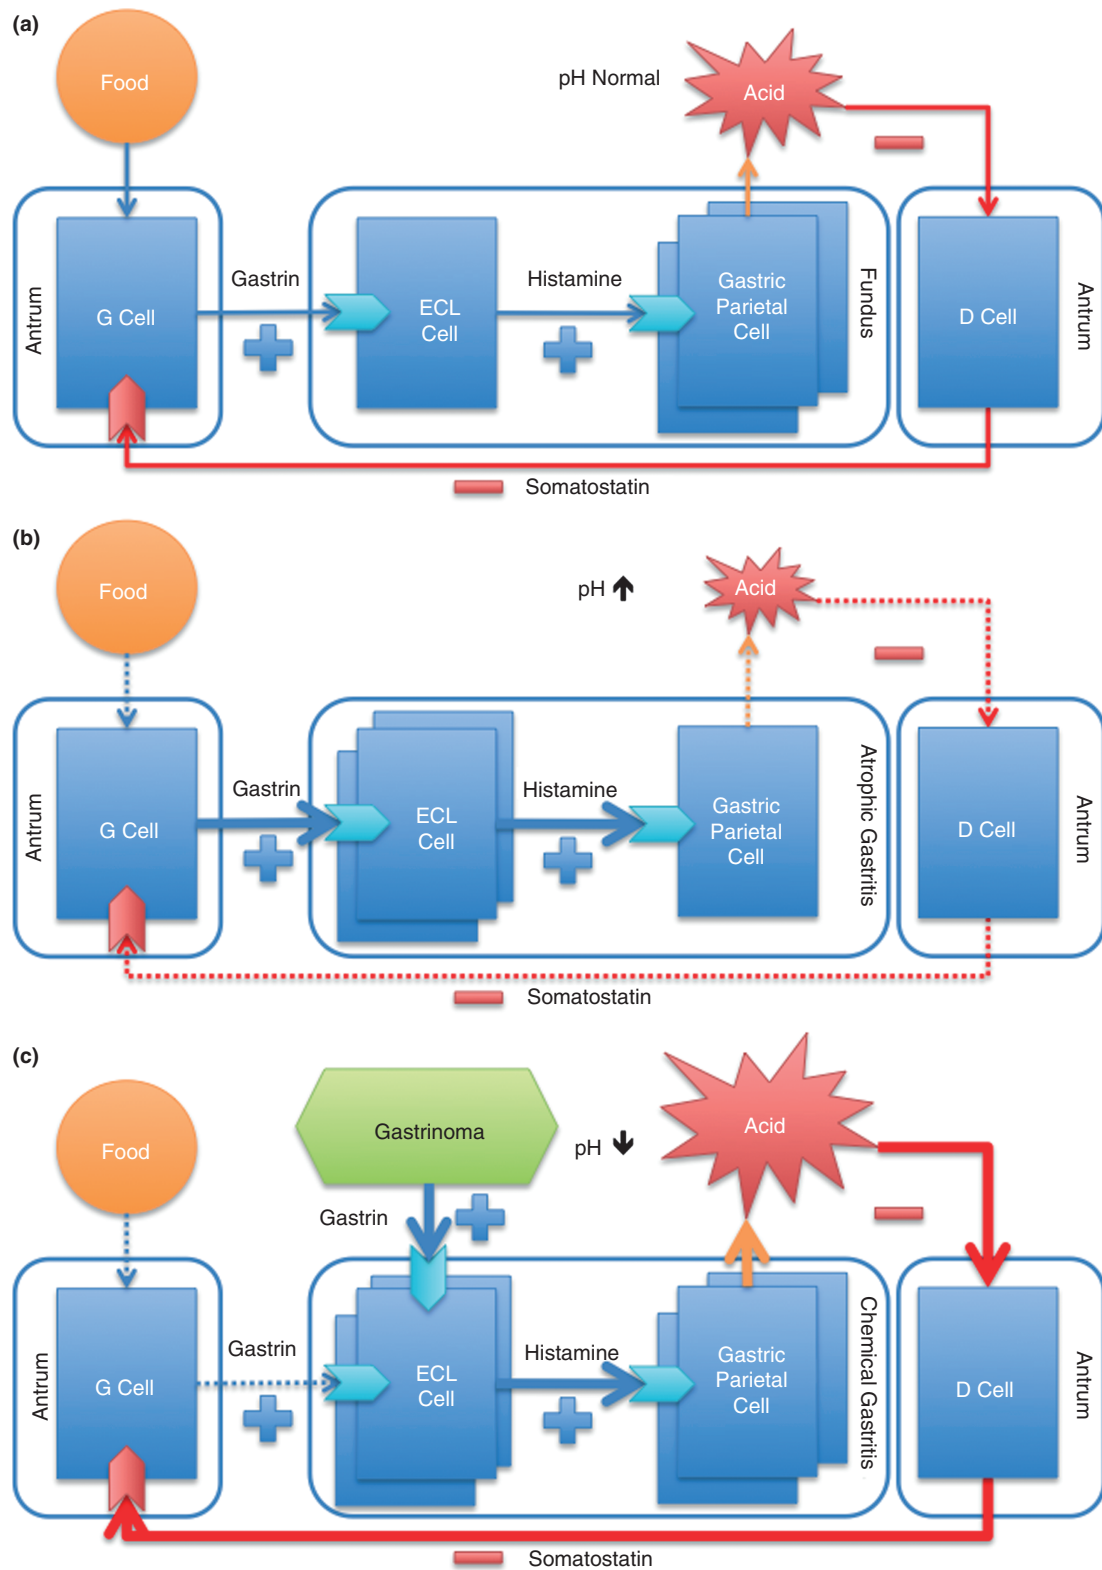 (a)
Food
pH Normal
Acid
Antrum
G Cell
Gastrin
ECL
Cell
Histamine
Gastric
Parietal
Cell
Fundus
D Cell
Antrum
Somatostatin
(b)
Food
pH
Acid
Antrum
G Cell
Gastrin
ECL
Cell
Histamine
Gastric
Parietal
Cell
Atrophic Gastritis
D Cell
Antrum
Somatostatin
(c)
Food
Gastrinoma
pH
Acid
Gastrin
Antrum
G Cell
Gastrin
ECL
Cell
Histamine
Gastric
Parietal
Cell
Chemical Gastritis
D Cell
Antrum
Somatostatin